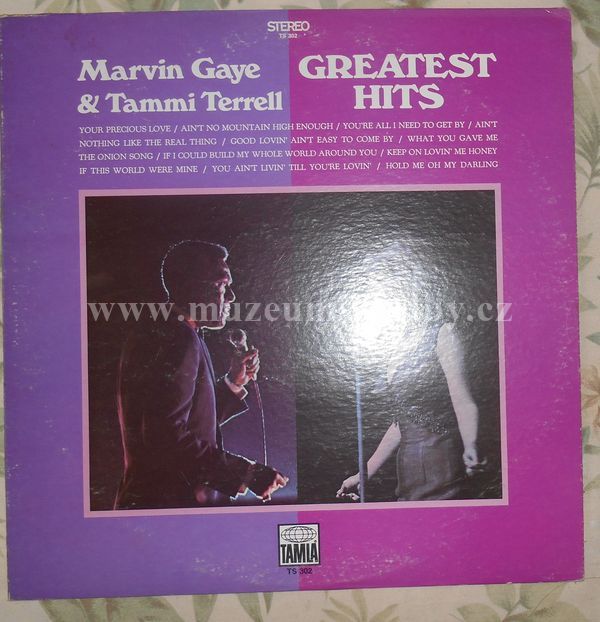 STEREO
TS 302
Marvin Gaye
& Tammi Terrell
GREATEST
HITS
YOUR PRECIOUS LOVE / AIN'T NO MOUNTAIN HIGH ENOUGH / YOU'RE ALL I NEED TO GET BY / AIN'T
NOTHING LIKE THE REAL THING / GOOD LOVIN' AIN'T EASY TO COME BY / WHAT YOU GAVE ME
THE ONION SONG / IF I COULD BUILD MY WHOLE WORLD AROUND YOU / KEEP ON LOVIN' ME HONEY
IF THIS WORLD WERE MINE / YOU AIN'T LIVIN' TILL YOU'RE LOVIN' / HOLD ME OH MY DARLING
TAMLA
TS 302